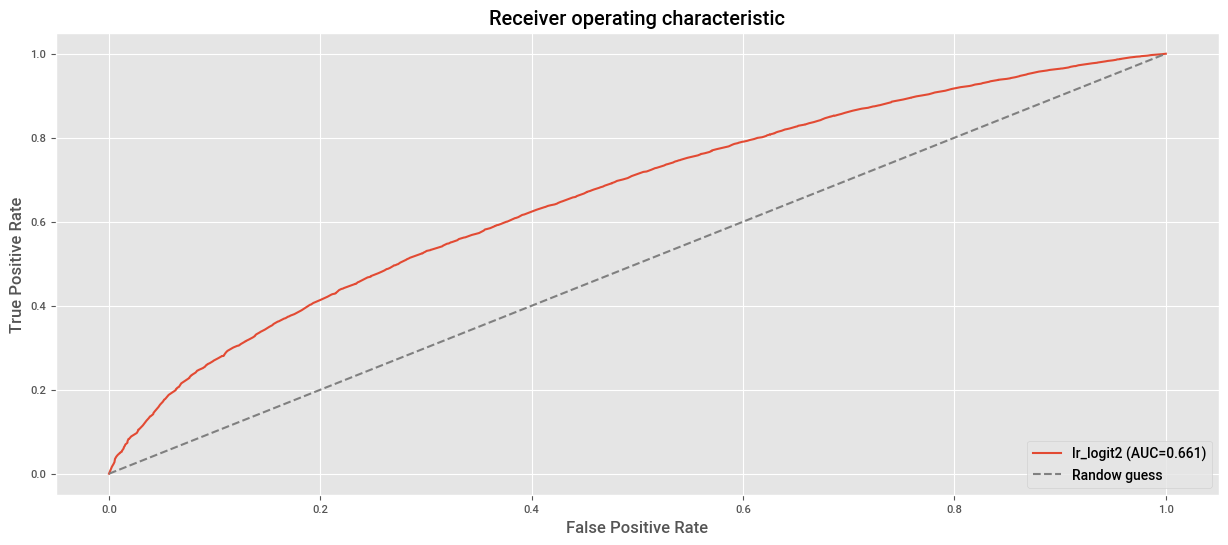 Receiver operating characteristic
True Positive Rate
1.0
0.8
0.6
0.4
0.2
0.0
lr_logit2 (AUC=0.661)
Randow guess
0.0 0.2 0.4 0.6 0.8 1.0
False Positive Rate